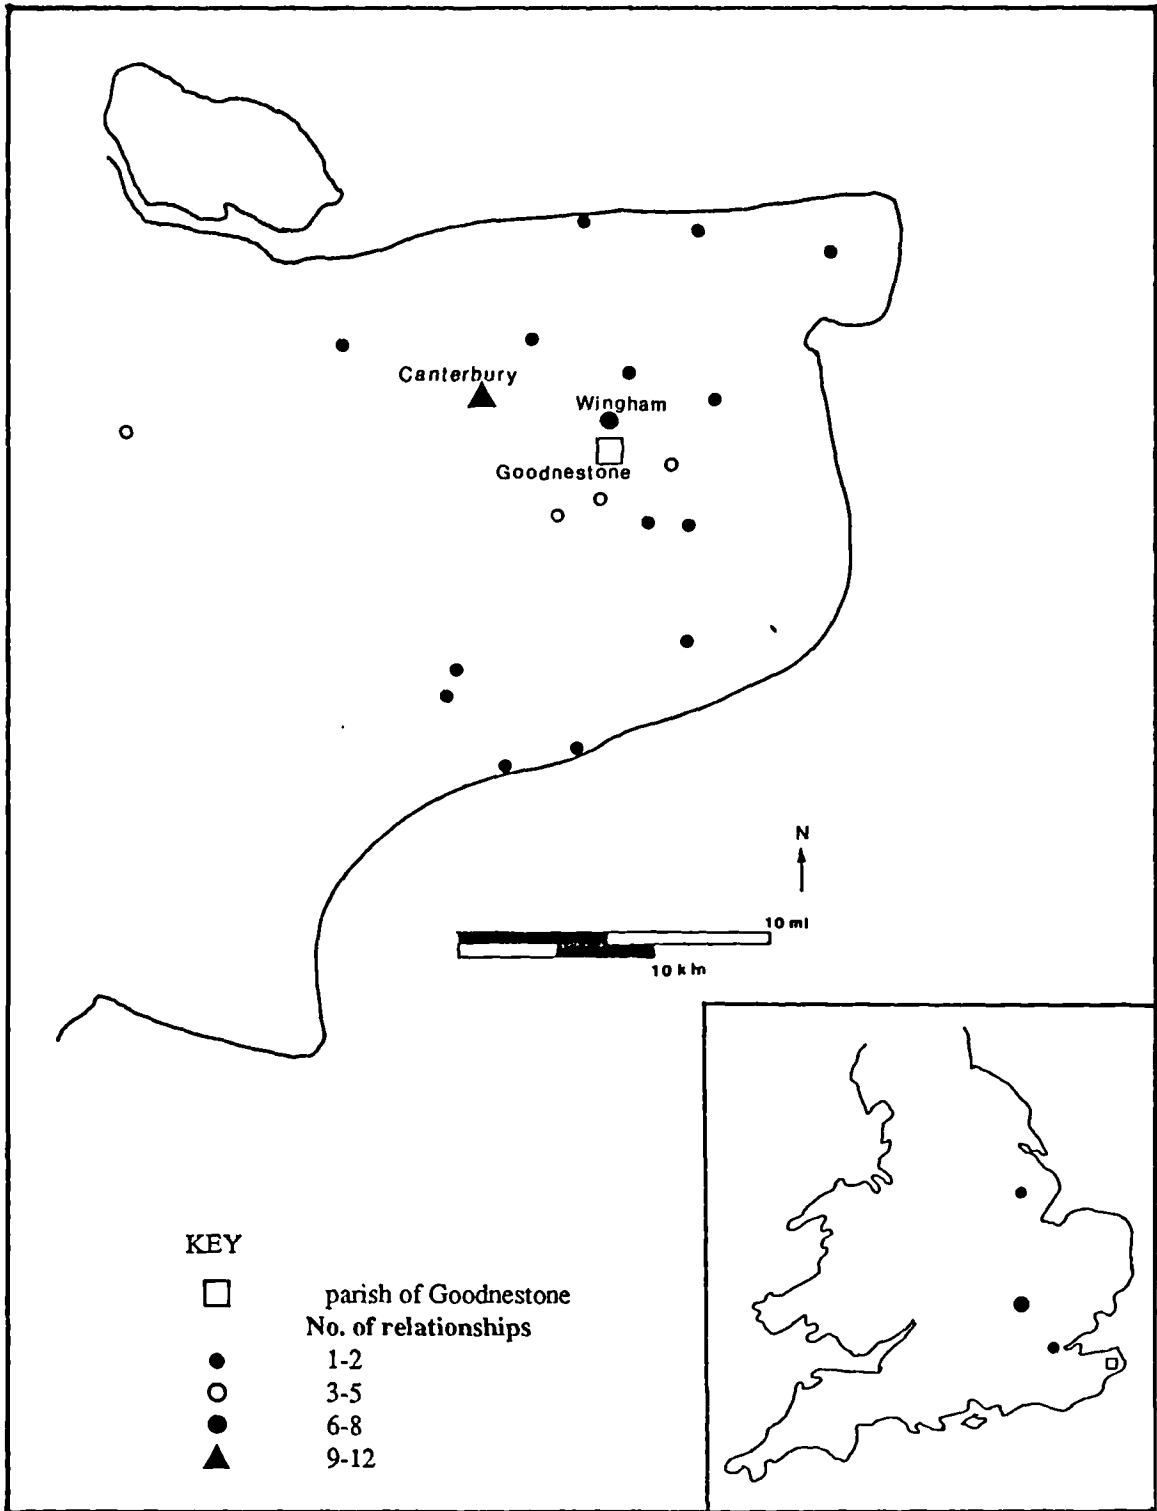 Canterbury
Wingham
Goodnestone
N
10 ml
10 km
KEY
parish of Goodnestone
No. of relationships
1-2
3-5
6-8
9-12